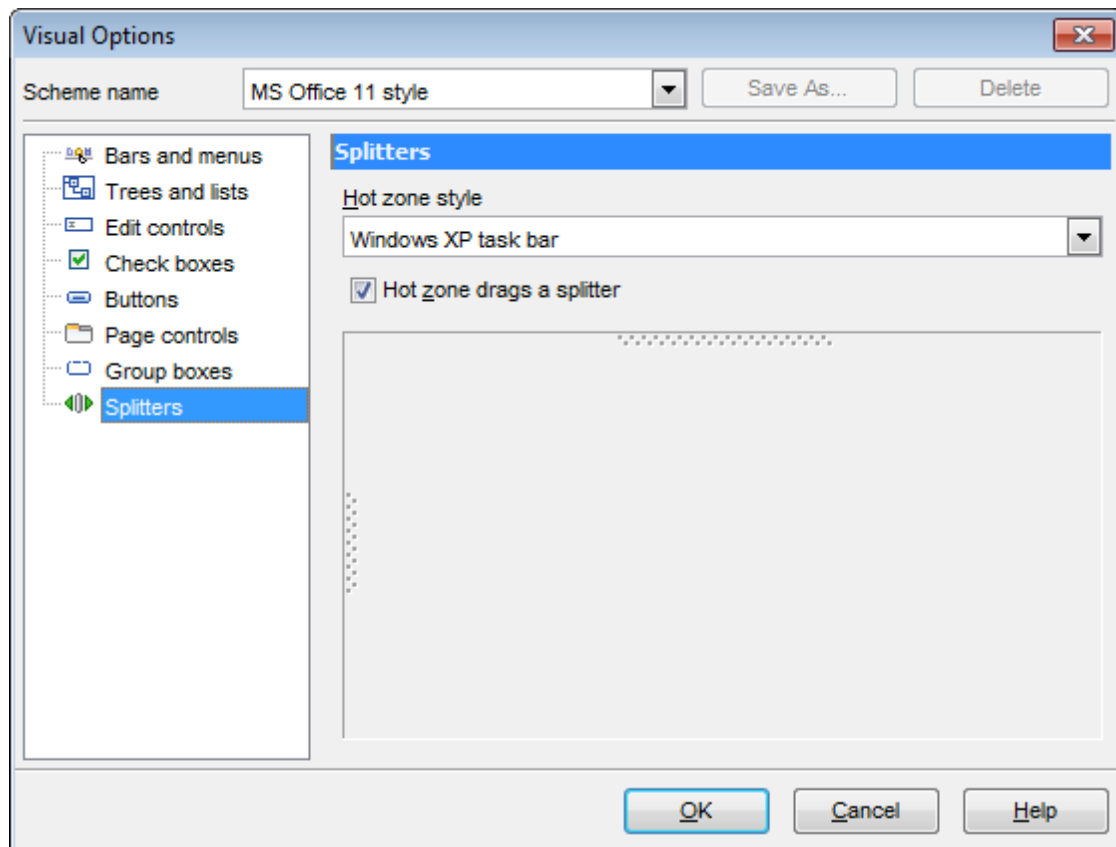 Visual Options
Scheme name MS Office 11 style Save As... Delete
Bars and menus
Trees and lists
Edit controls
Check boxes
Buttons
Page controls
Group boxes
Splitters
Splitters
Hot zone style
Windows XP task bar
Hot zone drags a splitter
OK Cancel Help